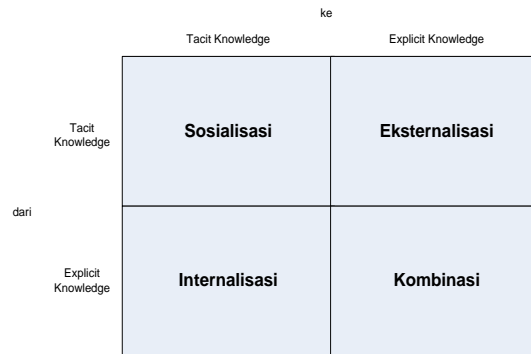 ke
Tacit Knowledge Explicit Knowledge
Tacit
Knowledge
Sosialisasi Eksternalisasi
dari
Explicit
Knowledge
Internalisasi Kombinasi